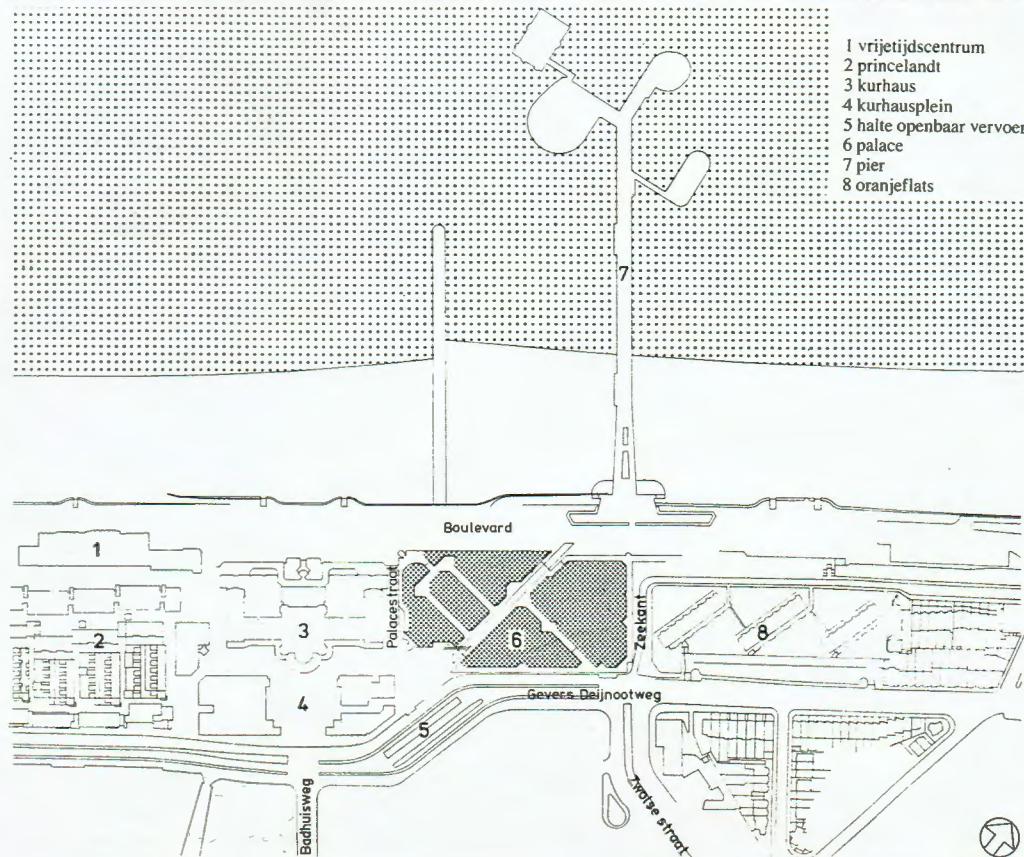 1 vrijetijdscentrum
2 princelandt
3 kurhaus
4 kurhausplein
5 halte openbaar vervoer
6 palace
7 pier
8 oranjeflats
7
Boulevard
1
Palacestraat
Zeekant
2
3
6
8
4
Gevers Deijnootweg
5
Badhuisweg
Zwolse straat